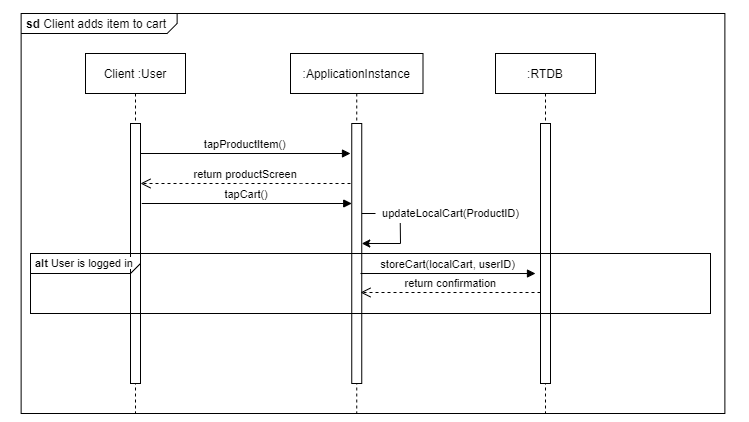 sd Client adds item to cart
Client :User
:ApplicationInstance
:RTDB
tapProductItem()
return productScreen
tapCart()
updateLocalCart(ProductID)
alt User is logged in
storeCart(localCart, userID)
return confirmation